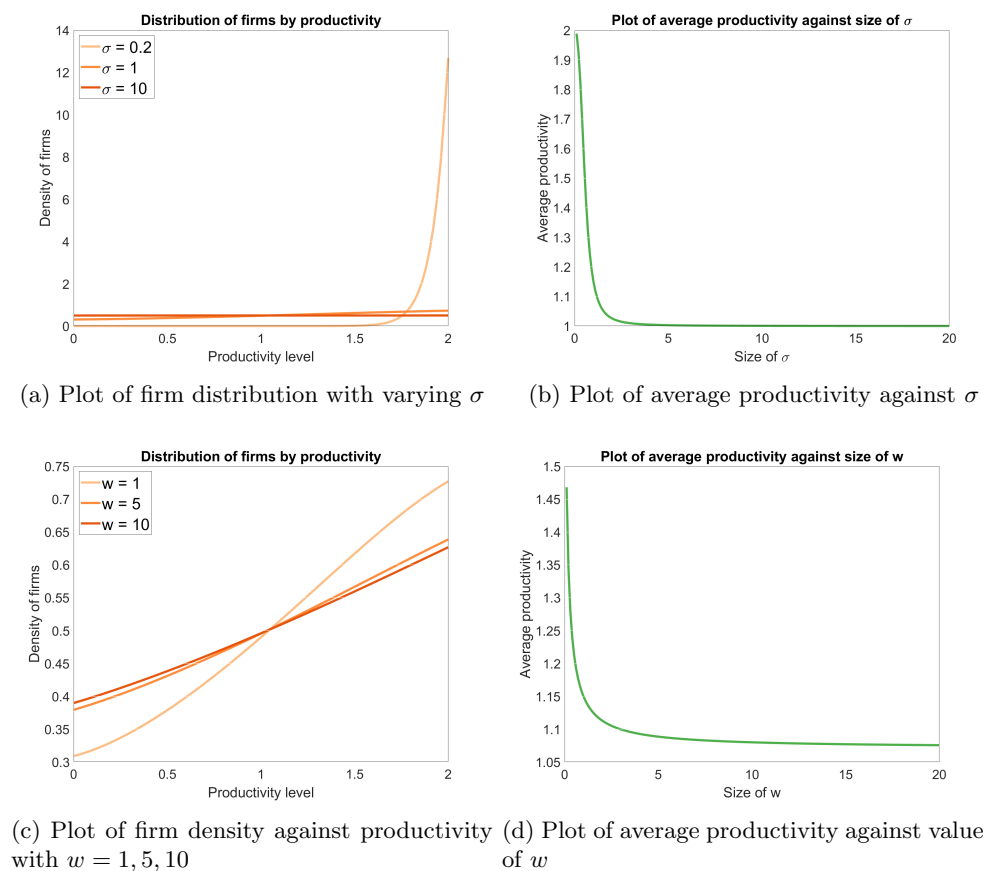 Distribution of firms by productivity
14
12
10
8
6
4
2
0
Density of firms
σ = 0.2
σ = 1
σ = 10
0 0.5 1 1.5 2
Productivity level
Plot of average productivity against size of σ
2
1.9
1.8
1.7
1.6
1.5
1.4
1.3
1.2
1.1
1
Average productivity
0 5 10 15 20
Size of σ
(a) Plot of firm distribution with varying σ
(b) Plot of average productivity against σ
Distribution of firms by productivity
0.75
0.7
0.65
0.6
0.55
0.5
0.45
0.4
0.35
0.3
Density of firms
w = 1
w = 5
w = 10
0 0.5 1 1.5 2
Productivity level
Plot of average productivity against size of w
1.5
1.45
1.4
1.35
1.3
1.25
1.2
1.15
1.1
1.05
Average productivity
0 5 10 15 20
Size of w
(c) Plot of firm density against productivity
with w = 1, 5, 10
(d) Plot of average productivity against value
of w